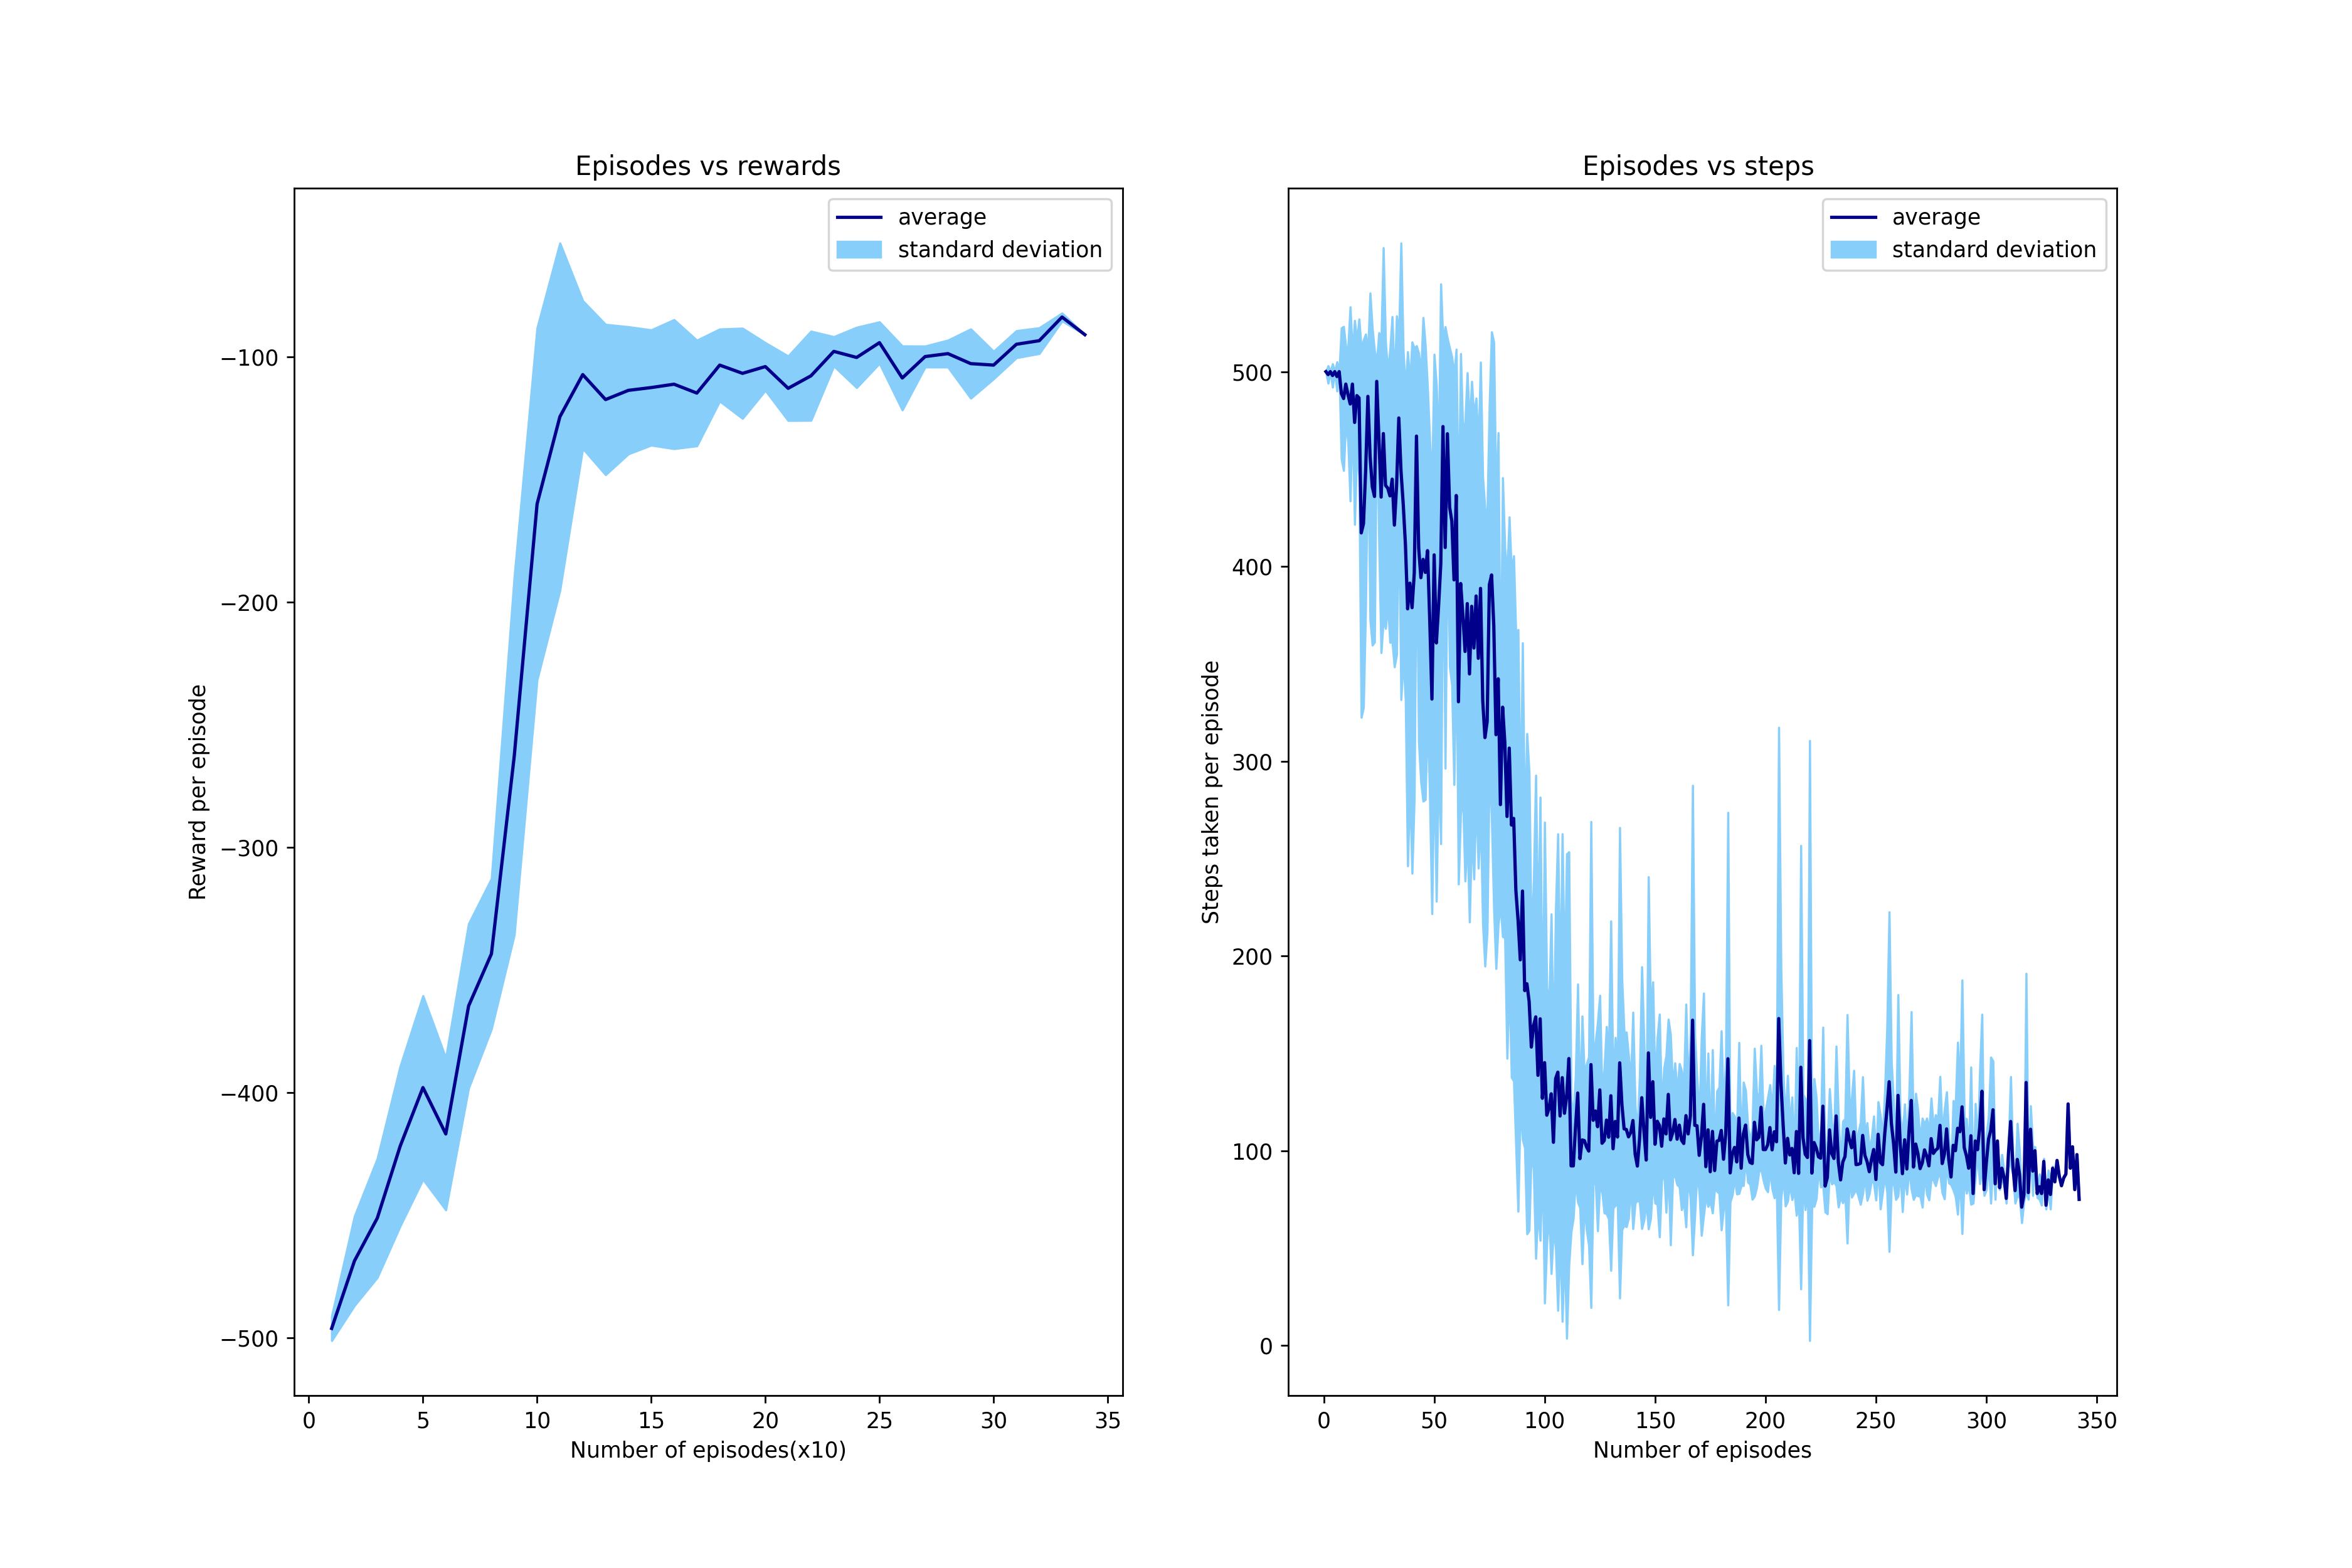 Episodes vs rewards
average
standard deviation
−100
−200
−300
−400
−500
Reward per episode
0 5 10 15 20 25 30 35
Number of episodes(x10)
Episodes vs steps
average
standard deviation
500
400
300
200
100
0
Steps taken per episode
0 50 100 150 200 250 300 350
Number of episodes